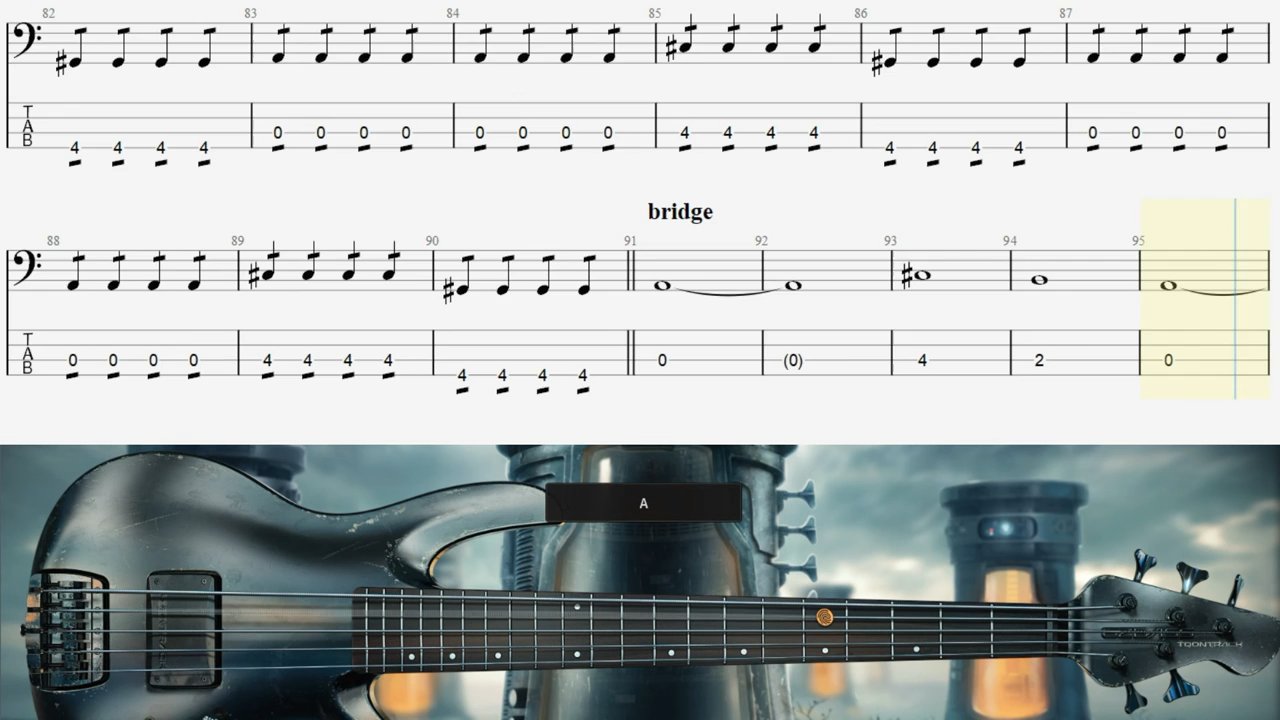 82 83 84 85 86 87
T
A
B
4 4 4 4 0 0 0 0 0 0 0 0 4 4 4 4 4 4 4 4 0 0 0 0
bridge
88 89 90 91 92 93 94 95
T
A
B
0 0 0 0 4 4 4 4 4 4 4 4 0 (0) 4 2 0
A
TOONTRACK